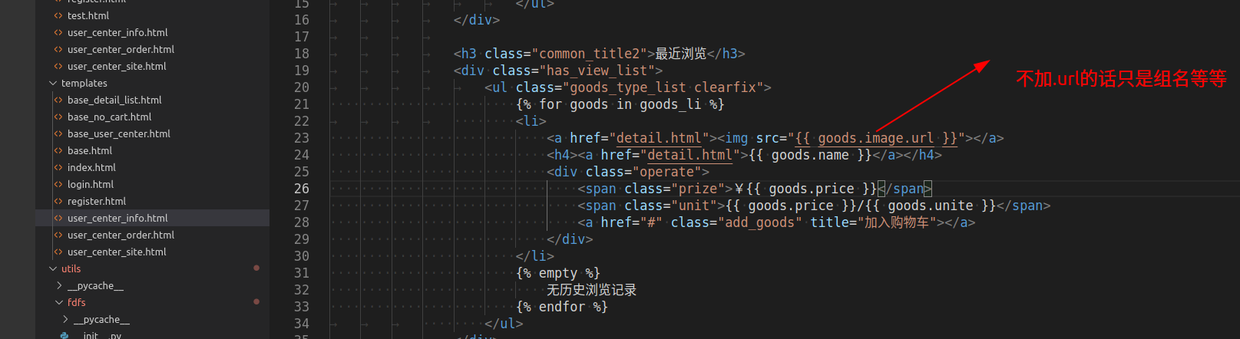 register.html
test.html
user_center_info.html
user_center_order.html
user_center_site.html
templates
base_detail_list.html
base_no_cart.html
base_user_center.html
base.html
index.html
login.html
register.html
user_center_info.html
user_center_order.html
user_center_site.html
utils
__pycache__
fdfs
__pycache__
__init__.py
15 </ul>
16 </div>
17
18 <h3 class="common_title2">最近浏览</h3>
19 <div class="has_view_list">
20 <ul class="goods_type_list clearfix">
21 {% for goods in goods_li %}
22 <li>
23 <a href="detail.html"><img src="{{ goods.image.url }}"></a>
24 <h4><a href="detail.html">{{ goods.name }}</a></h4>
25 <div class="operate">
26 <span class="prize">¥{{ goods.price }}</span>
27 <span class="unit">{{ goods.price }}/{{ goods.unite }}</span>
28 <a href="#" class="add_goods" title="加入购物车"></a>
29 </div>
30 </li>
31 {% empty %}
32 无历史浏览记录
33 {% endfor %}
34 </ul>
35 </div>
不加.url的话只是组名等等